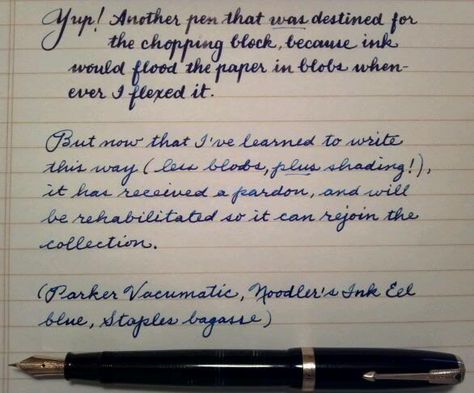 Yup! Another pen that was destined for
the chopping block, because ink
would flood the paper in blobs when-
ever I flexed it.
But now that I've learned to write
this way (less blobs, plus shading!),
it has received a pardon, and will
be rehabilitated so it can rejoin the
collection.
(Parker Vacumatic, Noodler's Ink Eel
blue, Staples bagasse)